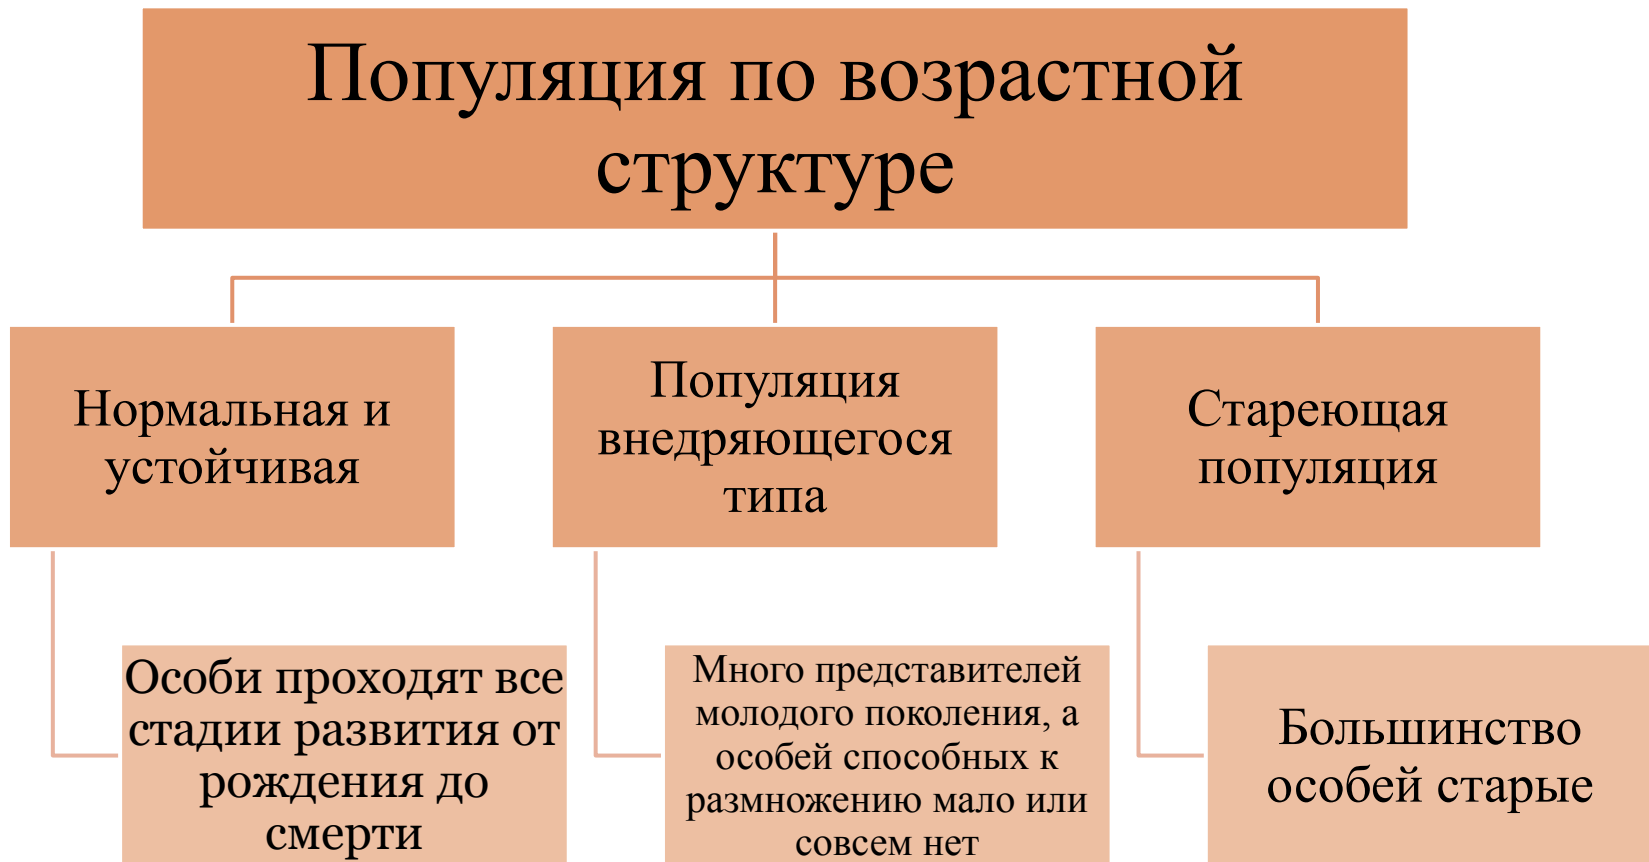 Популяция по возрастной
структуре
Нормальная и
устойчивая
Популяция
внедряющегося
типа
Стареющая
популяция
Особи проходят все
стадии развития от
рождения до
смерти
Много представителей
молодого поколения, а
особей способных к
размножению мало или
совсем нет
Большинство
особей старые